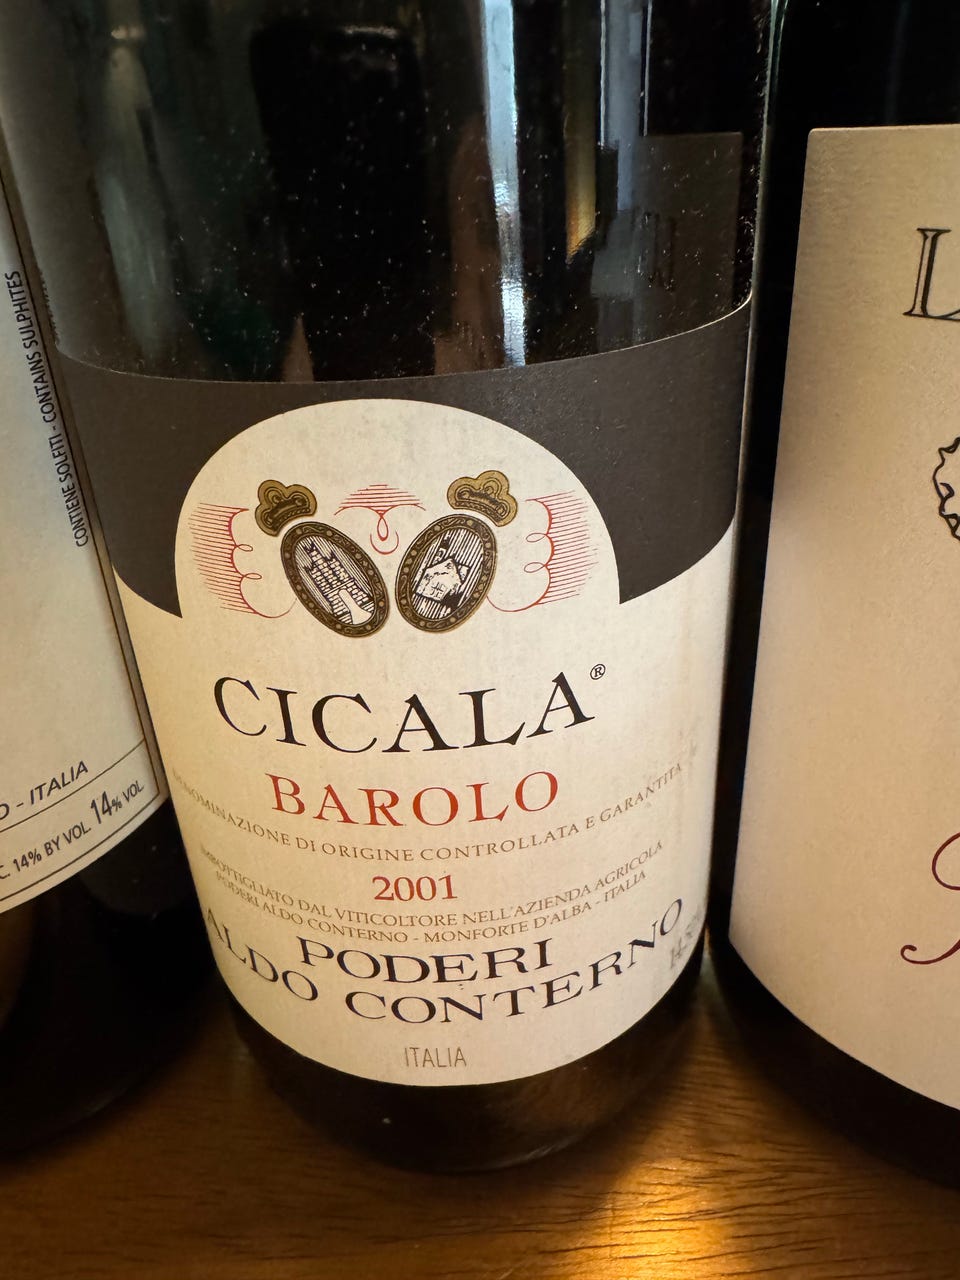 CONTIENE SOLFITI - CONTAINS SULPHITES
- ITALIA
14% BY VOL 14% VOL
CICALA®
BAROLO
DENOMINAZIONE DI ORIGINE CONTROLLATA E GARANTITA
2001
IMBOTTIGLIATO DAL VITICOLTORE NELL'AZIENDA AGRICOLA
PODERI ALDO CONTERNO - MONFORTE D'ALBA - ITALIA
PODERI
ALDO CONTERNO
ITALIA
L